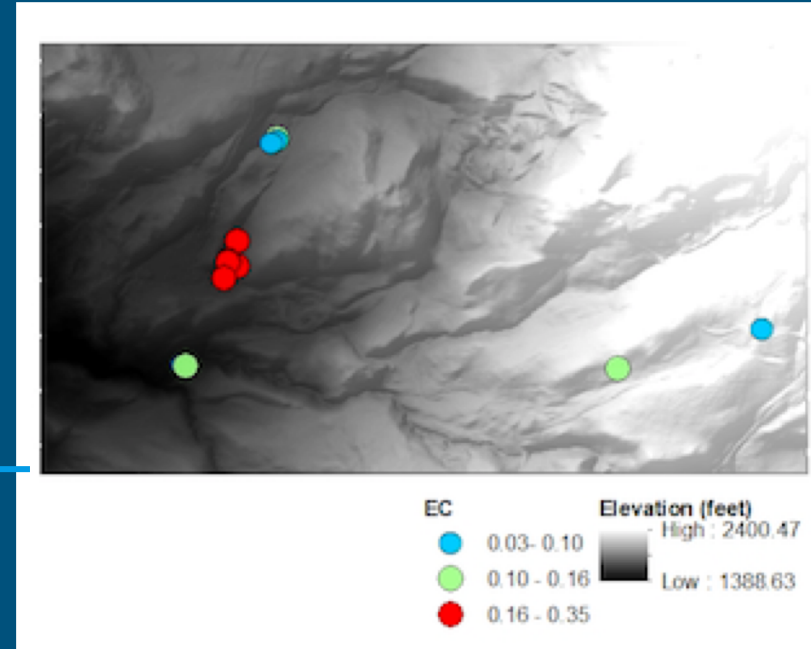 EC
0.03- 0.10
0.10 - 0.16
0.16 - 0.35
Elevation (feet)
High : 2400.47
Low : 1388.63